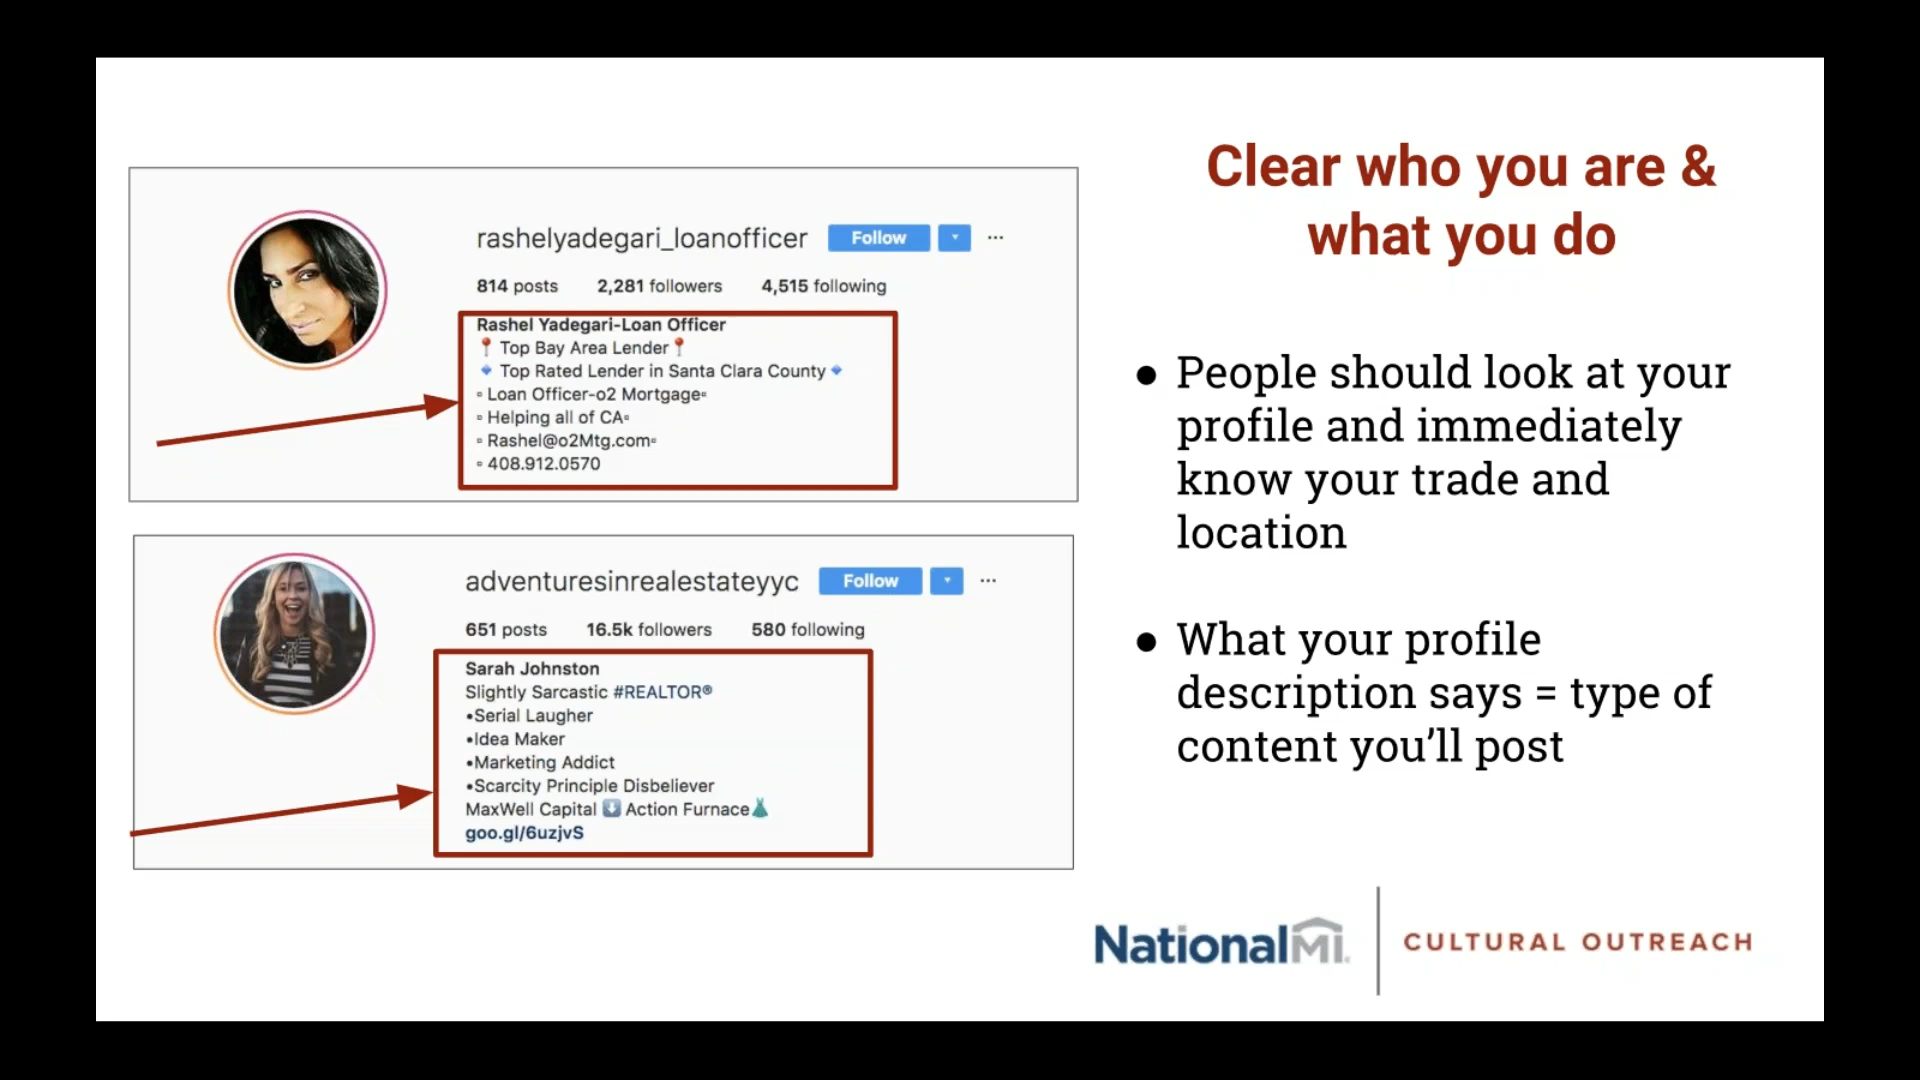 Clear who you are &
what you do
rashelyadegari_loanofficer Follow ...
814 posts 2,281 followers 4,515 following
Rashel Yadegari-Loan Officer
📍 Top Bay Area Lender📍
🔹 Top Rated Lender in Santa Clara County🔹
▫ Loan Officer-o2 Mortgage▫
▫ Helping all of CA▫
▫ Rashel@o2Mtg.com▫
▫ 408.912.0570
adventuresinrealestateyyc Follow ...
651 posts 16.5k followers 580 following
Sarah Johnston
Slightly Sarcastic #REALTOR®
•Serial Laugher
•Idea Maker
•Marketing Addict
•Scarcity Principle Disbeliever
MaxWell Capital ⬇️ Action Furnace👗
goo.gl/6uzjvS
● People should look at your
profile and immediately
know your trade and
location
● What your profile
description says = type of
content you’ll post
NationalMI.
CULTURAL OUTREACH